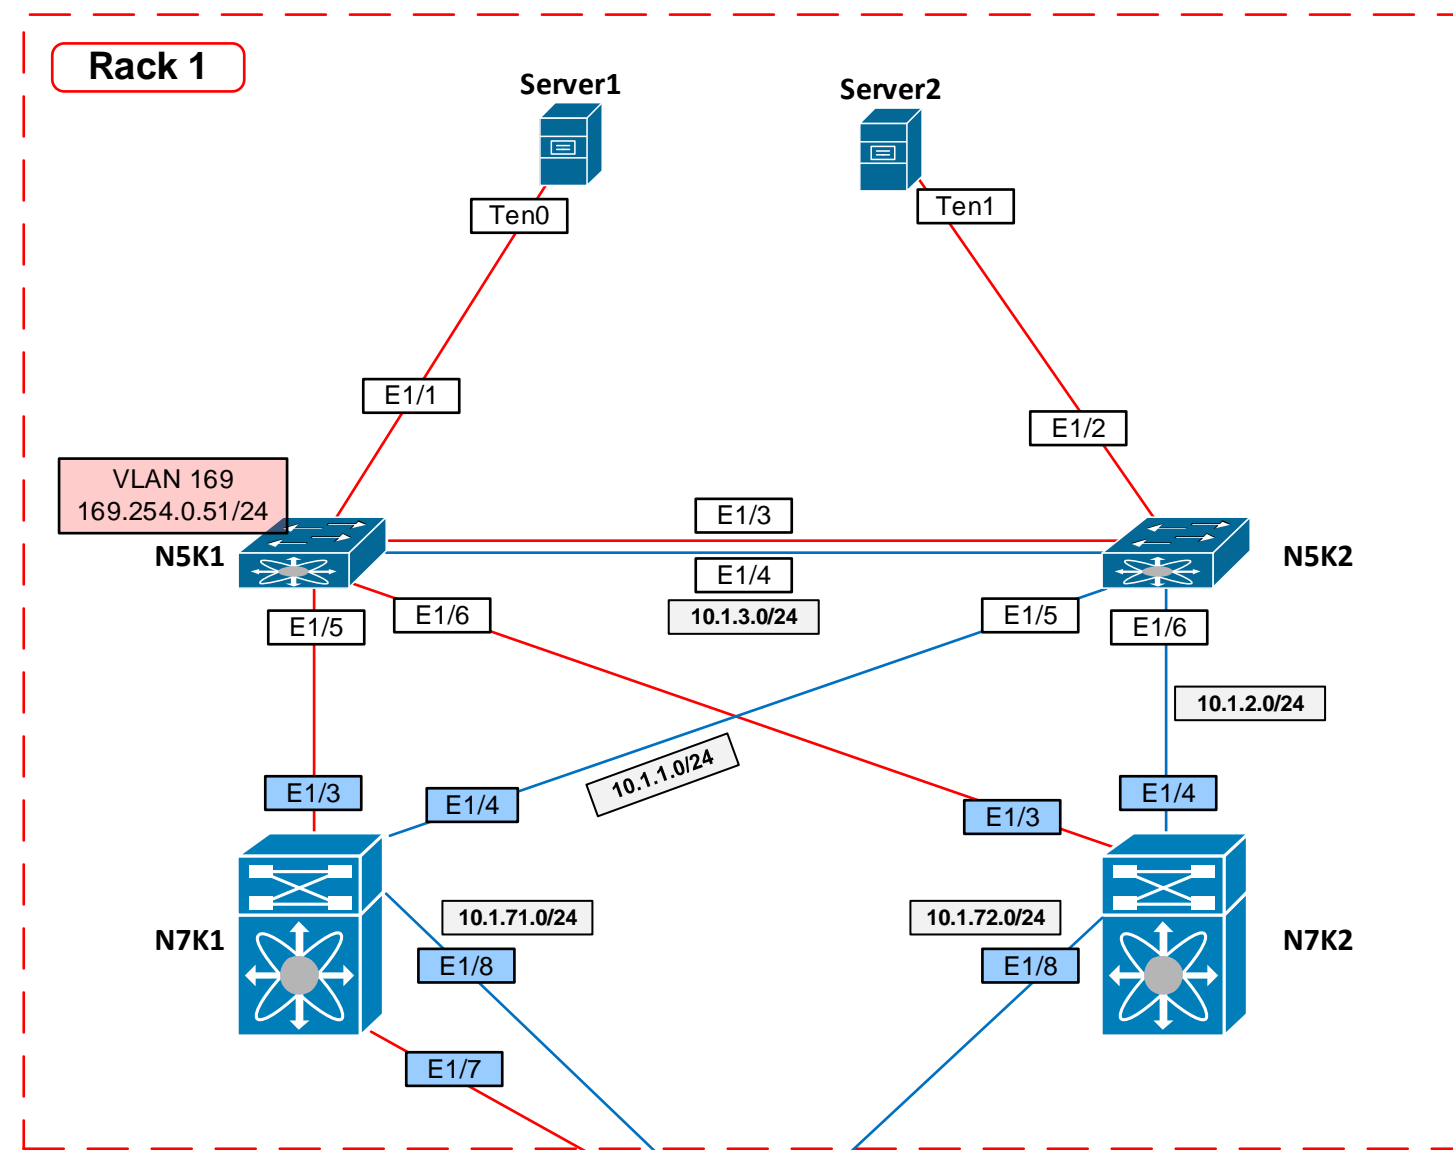 Rack 1
Server1
Server2
Ten0
Ten1
E1/1
E1/2
VLAN 169
169.254.0.51/24
N5K1
E1/3
E1/4
10.1.3.0/24
N5K2
E1/5
E1/6
E1/5
E1/6
10.1.2.0/24
10.1.1.0/24
E1/3
E1/4
E1/3
E1/4
N7K1
10.1.71.0/24
10.1.72.0/24
N7K2
E1/8
E1/8
E1/7